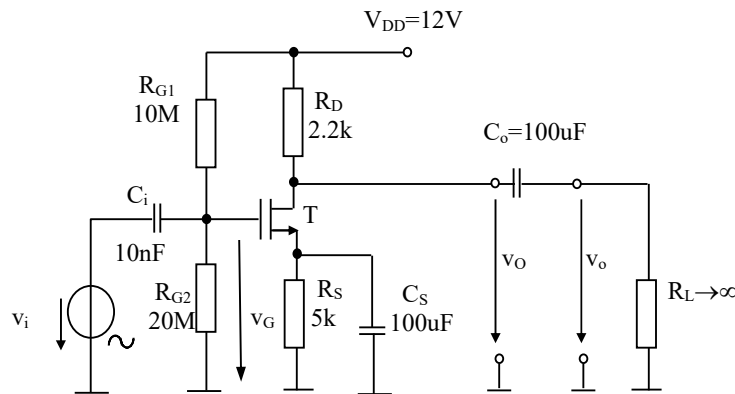 V_DD=12V
R_G1
10M
R_D
2.2k
C_o=100uF
C_i
10nF
T
R_G2
20M
v_i
v_G
R_S
5k
C_S
100uF
v_O
v_o
R_L→∞